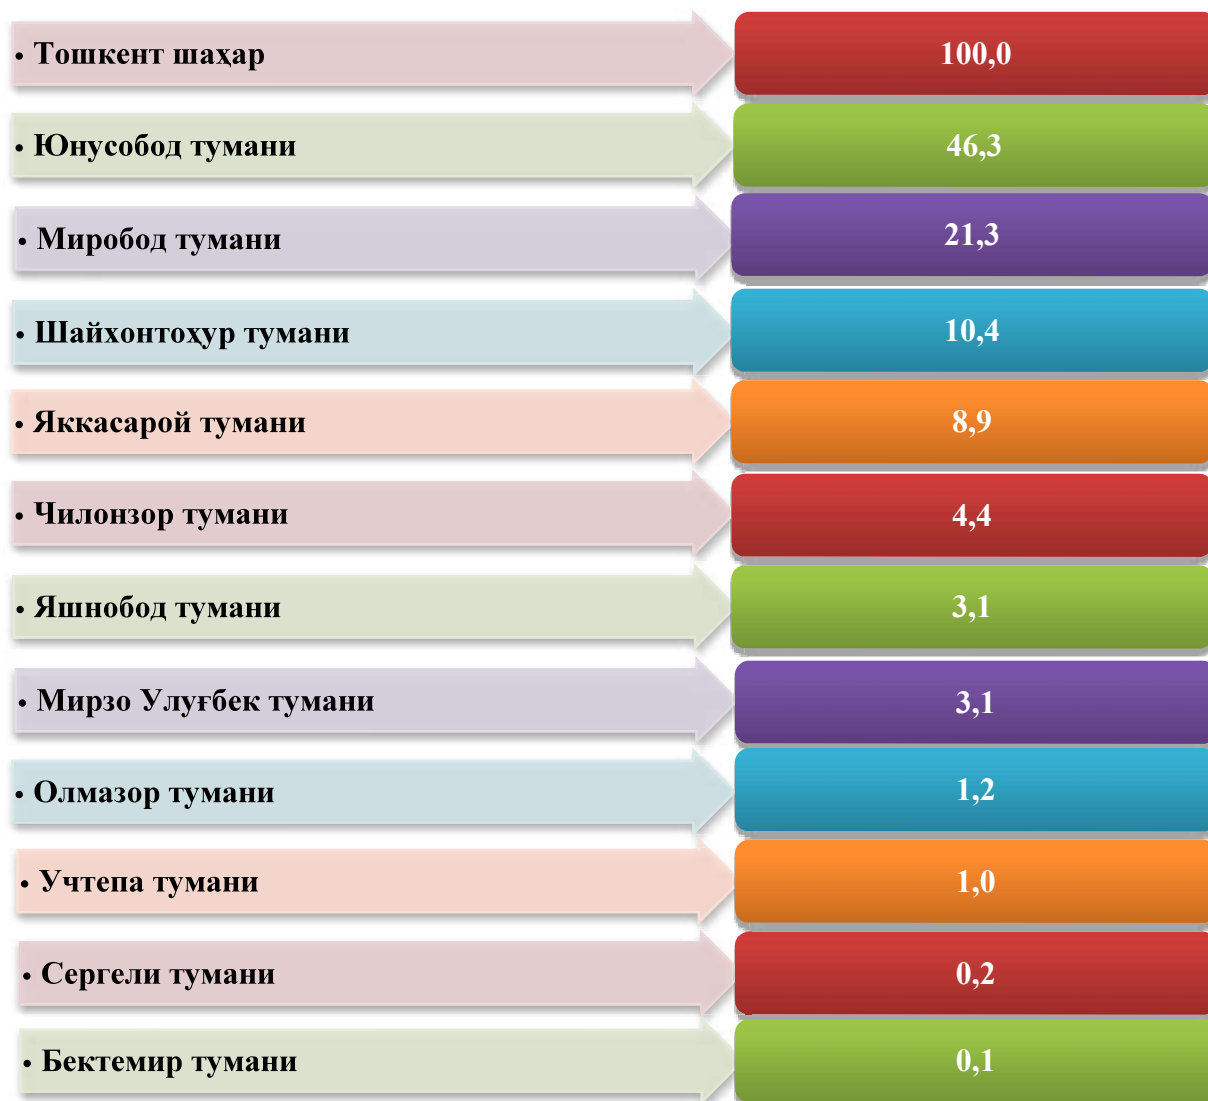 • Тошкент шаҳар 100,0
• Юнусобод тумани 46,3
• Миробод тумани 21,3
• Шайхонтоҳур тумани 10,4
• Яккасарой тумани 8,9
• Чилонзор тумани 4,4
• Яшнобод тумани 3,1
• Мирзо Улуғбек тумани 3,1
• Олмазор тумани 1,2
• Учтепа тумани 1,0
• Сергели тумани 0,2
• Бектемир тумани 0,1